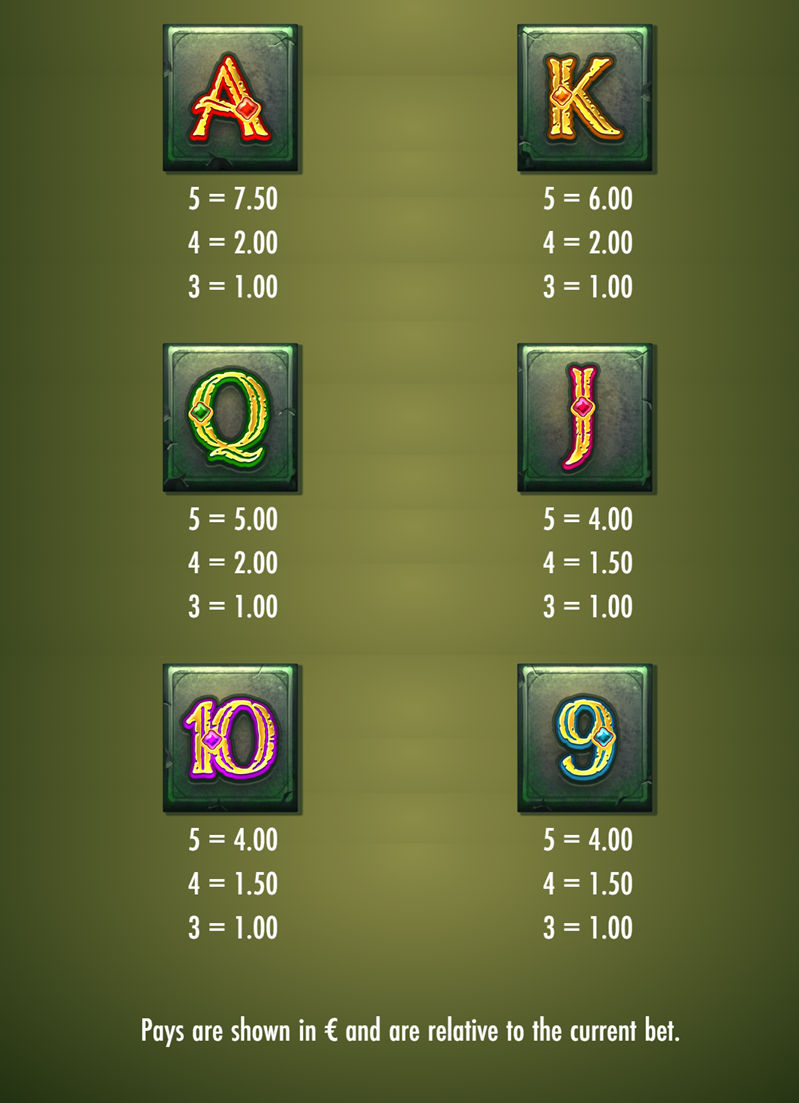 A
K
5 = 7.50
4 = 2.00
3 = 1.00
5 = 6.00
4 = 2.00
3 = 1.00
Q
J
5 = 5.00
4 = 2.00
3 = 1.00
5 = 4.00
4 = 1.50
3 = 1.00
10
9
5 = 4.00
4 = 1.50
3 = 1.00
5 = 4.00
4 = 1.50
3 = 1.00
Pays are shown in € and are relative to the current bet.